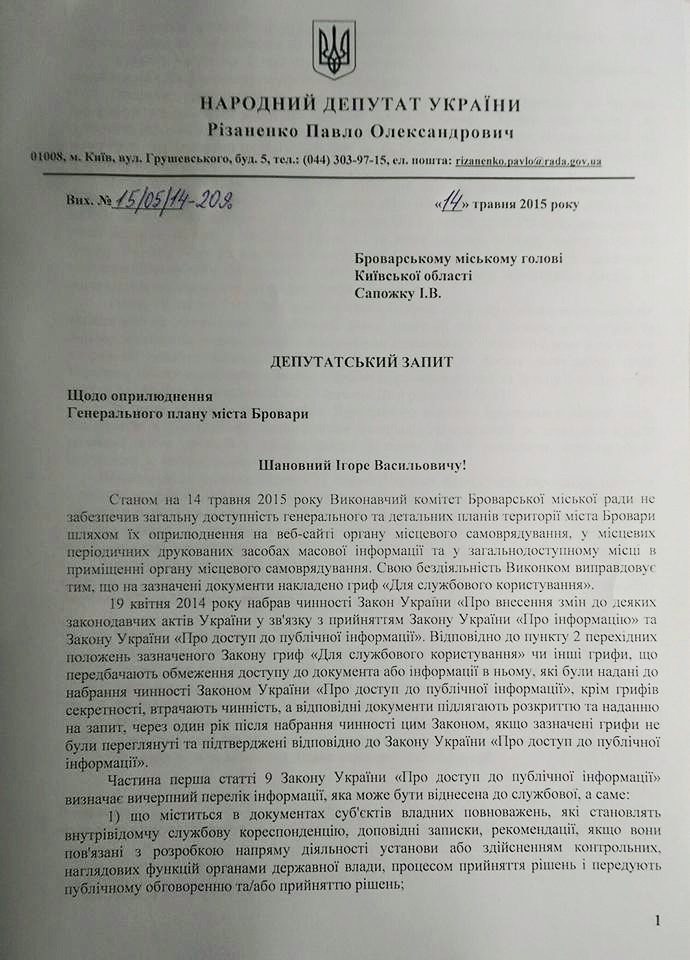 НАРОДНИЙ ДЕПУТАТ УКРАЇНИ
Різаненко Павло Олександрович
01008, м. Київ, вул. Грушевського, буд. 5, тел.: (044) 303-97-15, ел. пошта: rizanenko.pavlo@rada.gov.ua
Вих. № 15/05/14-209 «14» травня 2015 року
Броварському міському голові
Київської області
Сапожку І.В.
ДЕПУТАТСЬКИЙ ЗАПИТ
Щодо оприлюднення
Генерального плану міста Бровари
Шановний Ігоре Васильовичу!
Станом на 14 травня 2015 року Виконавчий комітет Броварської міської ради не
забезпечив загальну доступність генерального та детальних планів території міста Бровари
шляхом їх оприлюднення на веб-сайті органу місцевого самоврядування, у місцевих
періодичних друкованих засобах масової інформації та у загальнодоступному місці в
приміщенні органу місцевого самоврядування. Свою бездіяльність Виконком виправдовує
тим, що на зазначені документи накладено гриф «Для службового користування».
19 квітня 2014 року набрав чинності Закон України «Про внесення змін до деяких
законодавчих актів України у зв'язку з прийняттям Закону України «Про інформацію» та
Закону України «Про доступ до публічної інформації». Відповідно до пункту 2 перехідних
положень зазначеного Закону гриф «Для службового користування» чи інші грифи, що
передбачають обмеження доступу до документа або інформації в ньому, які були надані до
набрання чинності Законом України «Про доступ до публічної інформації», крім грифів
секретності, втрачають чинність, а відповідні документи підлягають розкриттю та наданню
на запит, через один рік після набрання чинності цим Законом, якщо зазначені грифи не
були переглянуті та підтверджені відповідно до Закону України «Про доступ до публічної
інформації».
Частина перша статті 9 Закону України «Про доступ до публічної інформації»
визначає вичерпний перелік інформації, яка може бути віднесена до службової, а саме:
1) що міститься в документах суб'єктів владних повноважень, які становлять
внутрівідомчу службову кореспонденцію, доповідні записки, рекомендації, якщо вони
пов'язані з розробкою напряму діяльності установи або здійсненням контрольних,
наглядових функцій органами державної влади, процесом прийняття рішень і передують
публічному обговоренню та/або прийняттю рішень;
1